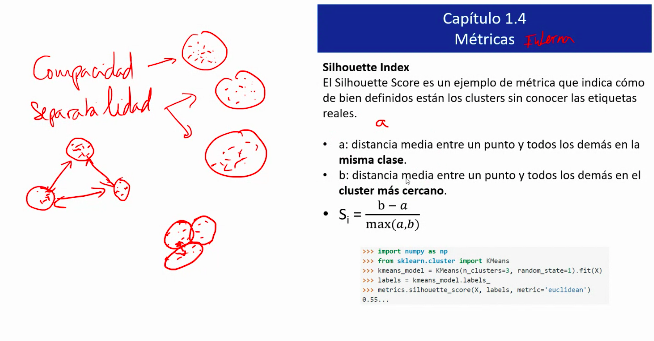 Compacidad
Separabilidad
Capítulo 1.4
Métricas Interna
Silhouette Index
El Silhouette Score es un ejemplo de métrica que indica cómo
de bien definidos están los clusters sin conocer las etiquetas
reales.
a
• a: distancia media entre un punto y todos los demás en la
misma clase.
• b: distancia media entre un punto y todos los demás en el
cluster más cercano.
• Si = b − a / max(a,b)
>>> import numpy as np
>>> from sklearn.cluster import KMeans
>>> kmeans_model = KMeans(n_clusters=3, random_state=1).fit(X)
>>> labels = kmeans_model.labels_
>>> metrics.silhouette_score(X, labels, metric='euclidean')
0.55...